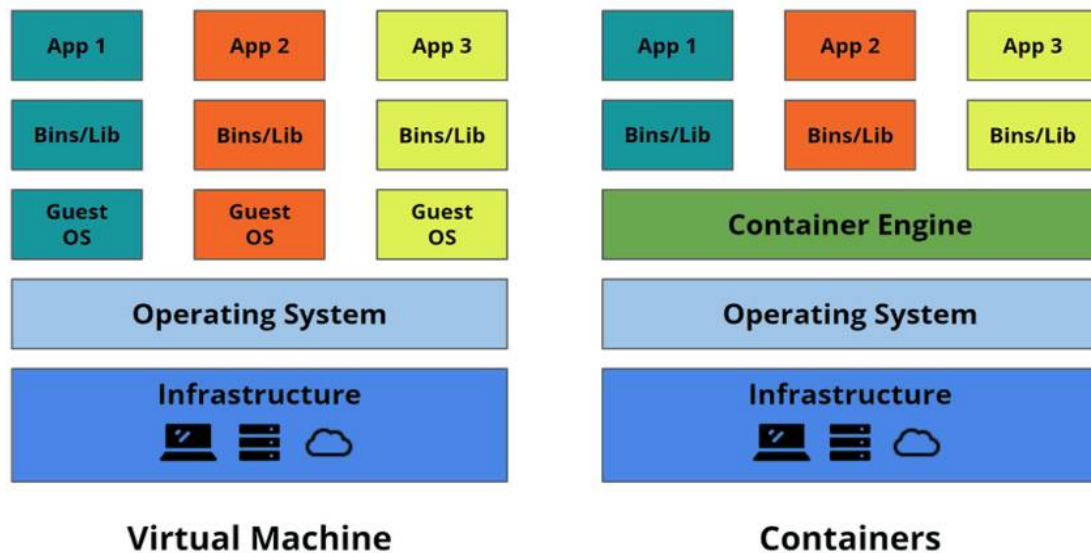 App 1
App 2
App 3
Bins/Lib
Bins/Lib
Bins/Lib
Guest
OS
Guest
OS
Guest
OS
Operating System
Infrastructure
Virtual Machine
App 1
App 2
App 3
Bins/Lib
Bins/Lib
Bins/Lib
Container Engine
Operating System
Infrastructure
Containers